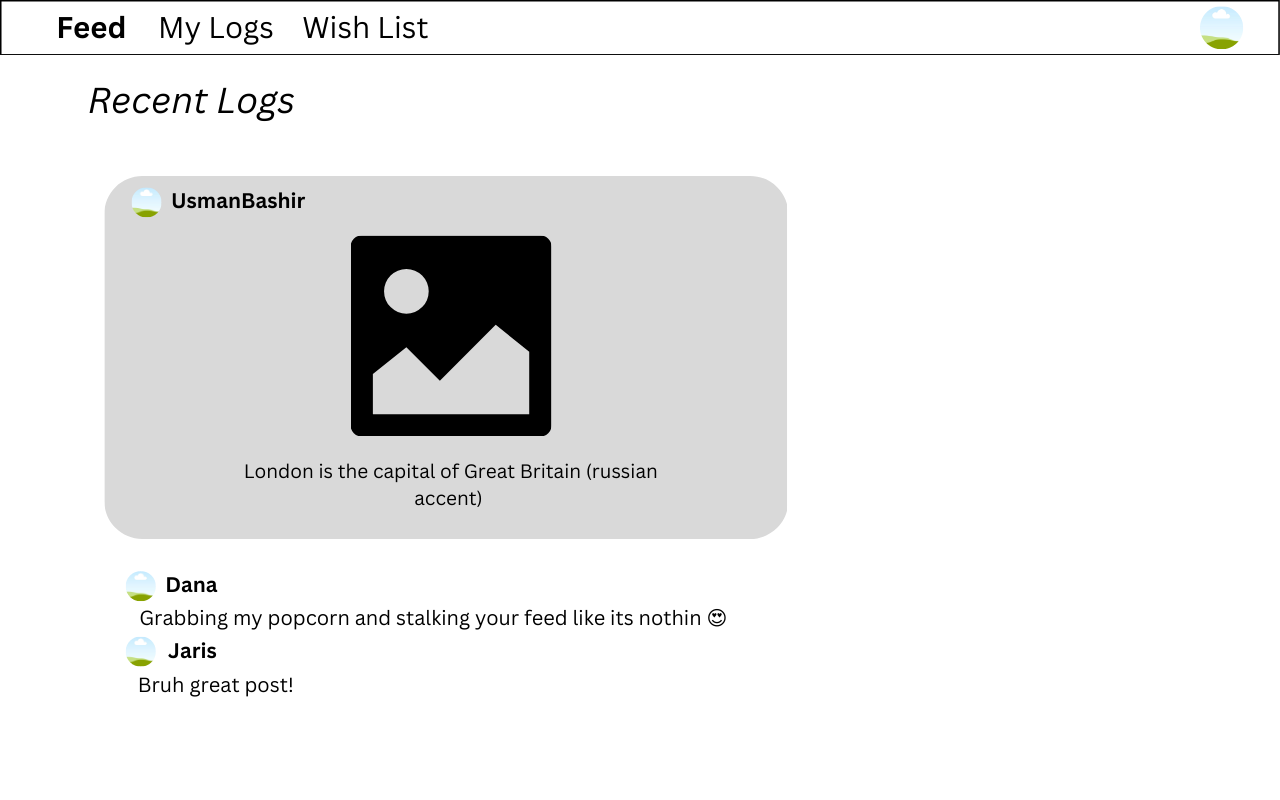 Feed My Logs Wish List
Recent Logs
UsmanBashir
London is the capital of Great Britain (russian
accent)
Dana
Grabbing my popcorn and stalking your feed like its nothin 😍
Jaris
Bruh great post!